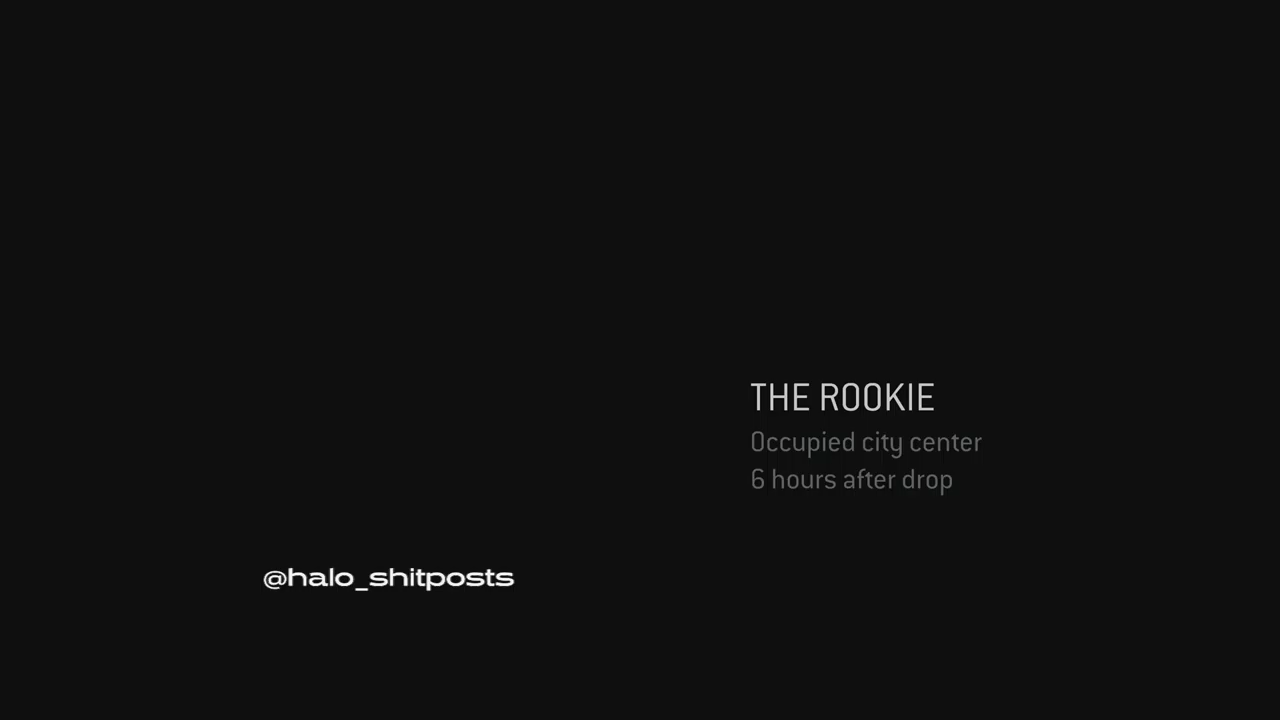 THE ROOKIE
Occupied city center
6 hours after drop
@halo_shitposts